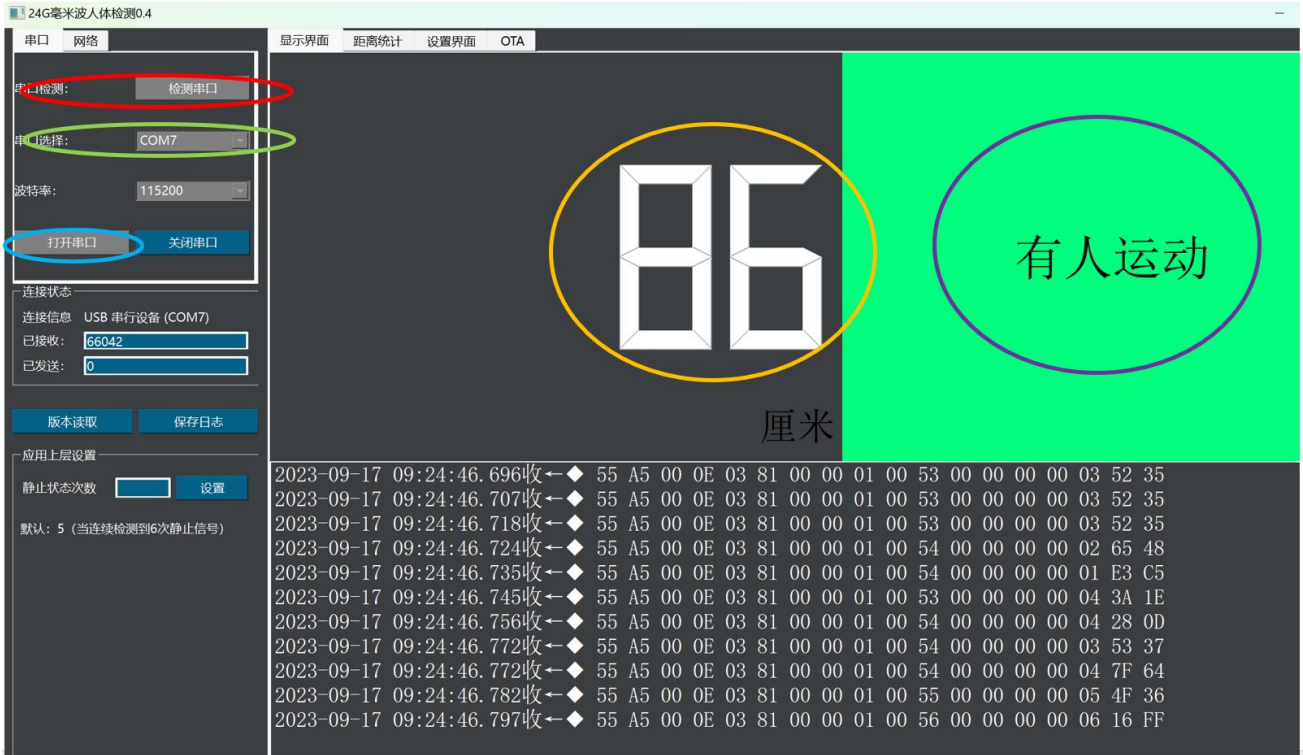 24G毫米波人体检测0.4
串口 网络
显示界面 距离统计 设置界面 OTA
串口检测: 检测串口
串口选择: COM7
波特率: 115200
打开串口 关闭串口
连接状态
连接信息 USB 串行设备 (COM7)
已接收: 66042
已发送: 0
版本读取 保存日志
应用上层设置
静止状态次数 设置
默认: 5 (当连续检测到6次静止信号)
86
厘米
有人运动
2023-09-17 09:24:46.696收←◆ 55 A5 00 0E 03 81 00 00 01 00 53 00 00 00 00 03 52 35
2023-09-17 09:24:46.707收←◆ 55 A5 00 0E 03 81 00 00 01 00 53 00 00 00 00 03 52 35
2023-09-17 09:24:46.718收←◆ 55 A5 00 0E 03 81 00 00 01 00 53 00 00 00 00 03 52 35
2023-09-17 09:24:46.724收←◆ 55 A5 00 0E 03 81 00 00 01 00 54 00 00 00 00 02 65 48
2023-09-17 09:24:46.735收←◆ 55 A5 00 0E 03 81 00 00 01 00 54 00 00 00 00 01 E3 C5
2023-09-17 09:24:46.745收←◆ 55 A5 00 0E 03 81 00 00 01 00 53 00 00 00 00 04 3A 1E
2023-09-17 09:24:46.756收←◆ 55 A5 00 0E 03 81 00 00 01 00 54 00 00 00 00 04 28 0D
2023-09-17 09:24:46.772收←◆ 55 A5 00 0E 03 81 00 00 01 00 54 00 00 00 00 03 53 37
2023-09-17 09:24:46.772收←◆ 55 A5 00 0E 03 81 00 00 01 00 54 00 00 00 00 04 7F 64
2023-09-17 09:24:46.782收←◆ 55 A5 00 0E 03 81 00 00 01 00 55 00 00 00 00 05 4F 36
2023-09-17 09:24:46.797收←◆ 55 A5 00 0E 03 81 00 00 01 00 56 00 00 00 00 06 16 FF